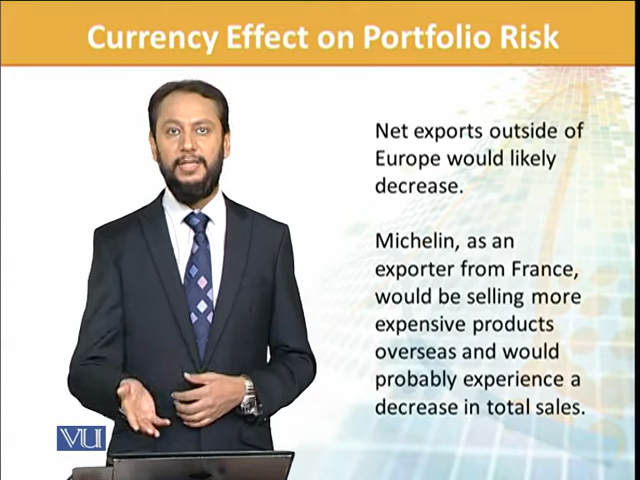 Currency Effect on Portfolio Risk
Net exports outside of
Europe would likely
decrease.
Michelin, as an
exporter from France,
would be selling more
expensive products
overseas and would
probably experience a
decrease in total sales.
VU